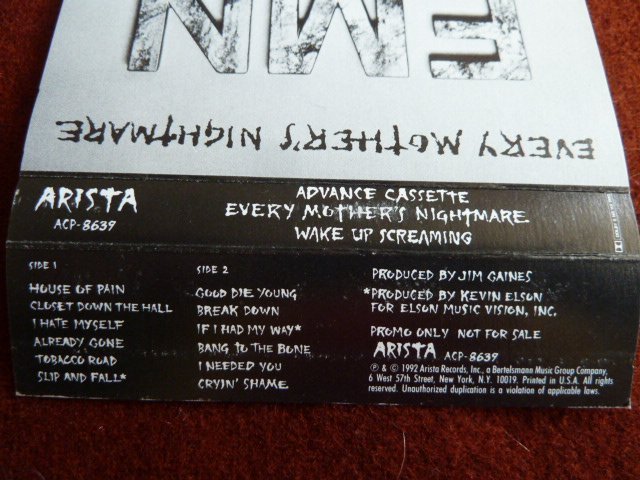 EMN
EVERY MOTHER'S NIGHTMARE
ARISTA
ACP-8639
ADVANCE CASSETTE
EVERY MOTHER'S NIGHTMARE
WAKE UP SCREAMING
SIDE 1
HOUSE OF PAIN
CLOSET DOWN THE HALL
I HATE MYSELF
ALREADY GONE
TOBACCO ROAD
SLIP AND FALL*
SIDE 2
GOOD DIE YOUNG
BREAK DOWN
IF I HAD MY WAY*
BANG TO THE BONE
I NEEDED YOU
CRYIN' SHAME
PRODUCED BY JIM GAINES
*PRODUCED BY KEVIN ELSON
FOR ELSON MUSIC VISION, INC.
PROMO ONLY NOT FOR SALE
ARISTA ACP-8639
℗ & © 1992 Arista Records, Inc., a Bertelsmann Music Group Company,
6 West 57th Street, New York, N.Y. 10019. Printed in U.S.A. All rights
reserved. Unauthorized duplication is a violation of applicable laws.